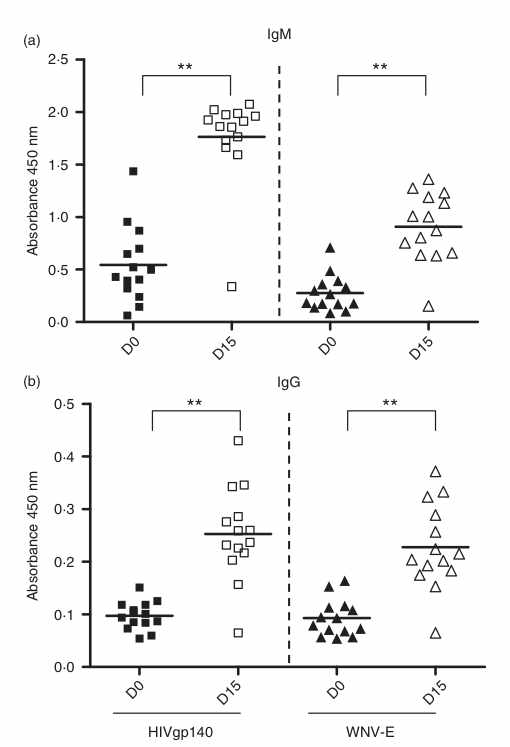 (a)
IgM
Absorbance 450 nm
2·5
2·0
1·5
1·0
0·5
0·0
**
**
D0
D15
D0
D15
(b)
IgG
Absorbance 450 nm
0·5
0·4
0·3
0·2
0·1
0·0
**
**
D0
D15
D0
D15
HIVgp140
WNV-E